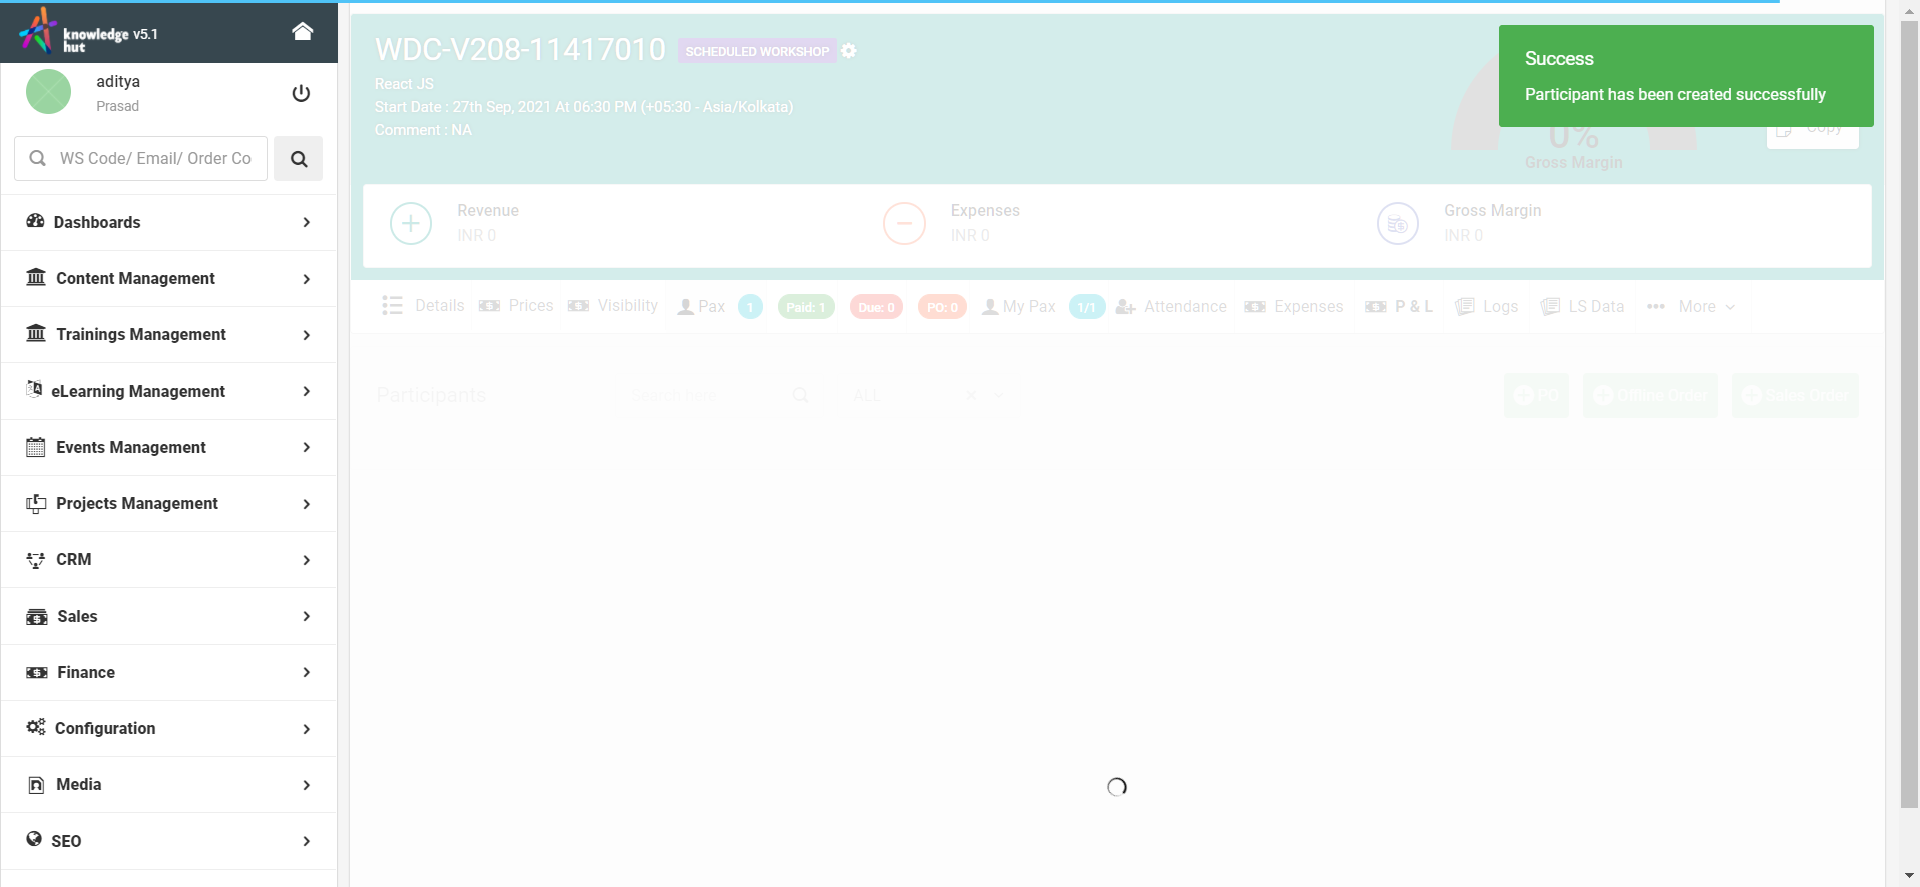 knowledge v5.1
hut
aditya
Prasad
WS Code/ Email/ Order Co
Dashboards
Content Management
Trainings Management
eLearning Management
Events Management
Projects Management
CRM
Sales
Finance
Configuration
Media
SEO
WDC-V208-11417010 SCHEDULED WORKSHOP
React JS
Start Date : 27th Sep, 2021 At 06:30 PM (+05:30 - Asia/Kolkata)
Comment : NA
Success
Participant has been created successfully
Copy
0%
Gross Margin
Revenue
INR 0
Expenses
INR 0
Gross Margin
INR 0
Details Prices Visibility Pax 1 Paid: 1 Due: 0 PO: 0 My Pax 1/1 Attendance Expenses P & L Logs LS Data ••• More
Participants Search here ALL PO Offline Order Sales Order